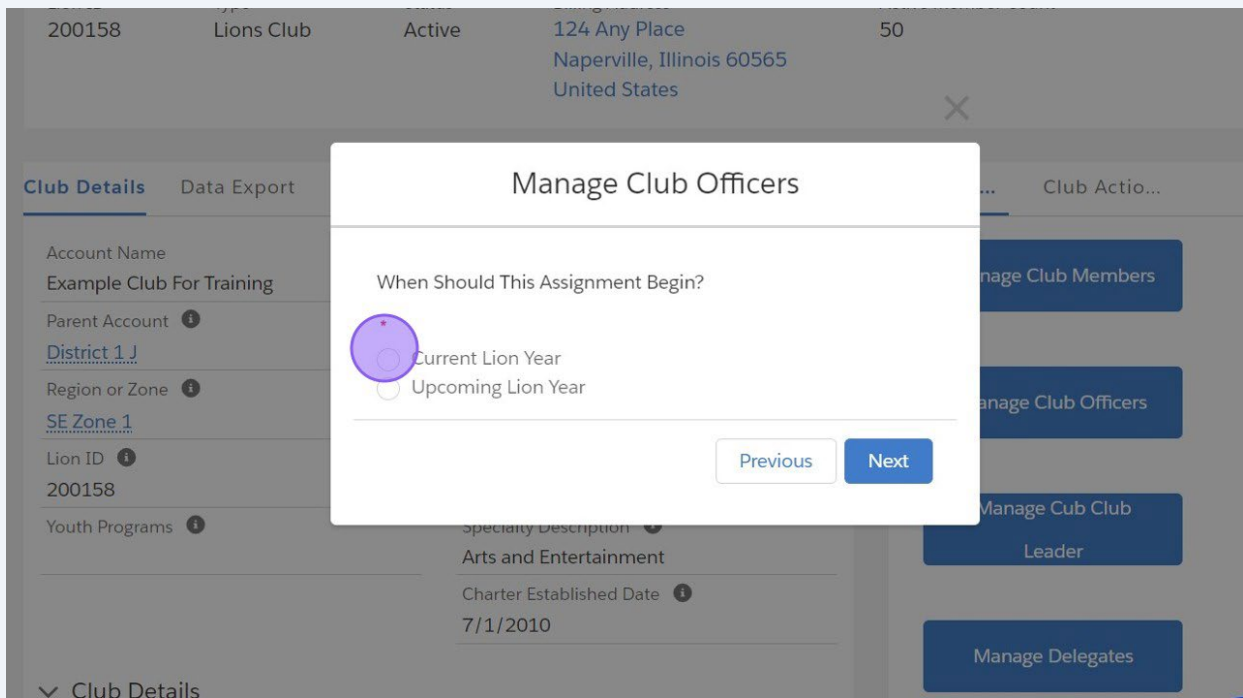 200158 Lions Club Active 124 Any Place 50
Naperville, Illinois 60565
United States
Club Details Data Export
... Club Actio...
Manage Club Officers
When Should This Assignment Begin?
*
Current Lion Year
Upcoming Lion Year
Previous Next
Account Name
Example Club For Training
Parent Account
District 1 J
Region or Zone
SE Zone 1
Lion ID
200158
Youth Programs
Specialty Description
Arts and Entertainment
Charter Established Date
7/1/2010
Club Details
nage Club Members
anage Club Officers
Manage Cub Club
Leader
Manage Delegates